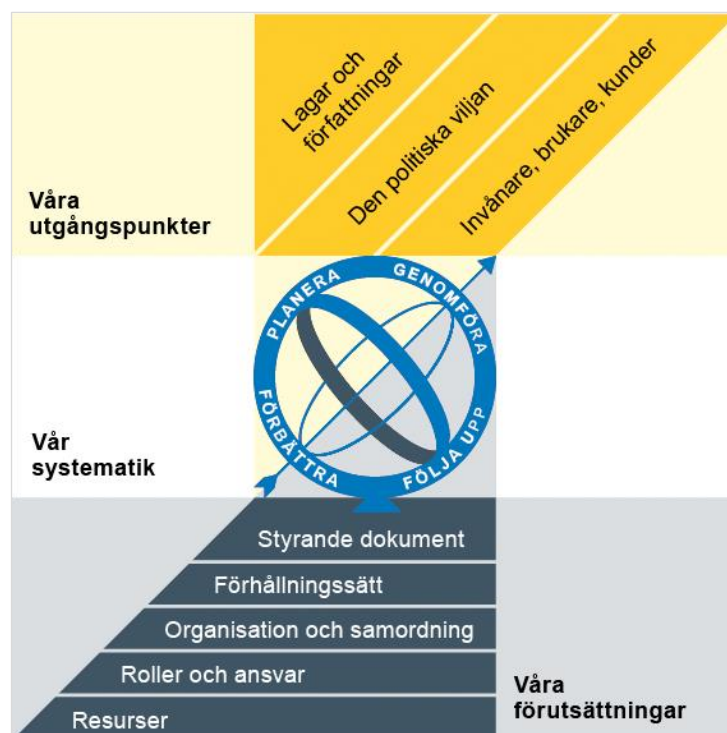 Lagar och
författningar
Den politiska viljan
Invånare, brukare, kunder
Våra
utgångspunkter
PLANERA
GENOMFÖRA
FÖLJA UPP
FÖRBÄTTRA
Vår
systematik
Styrande dokument
Förhållningssätt
Organisation och samordning
Roller och ansvar
Resurser
Våra
förutsättningar